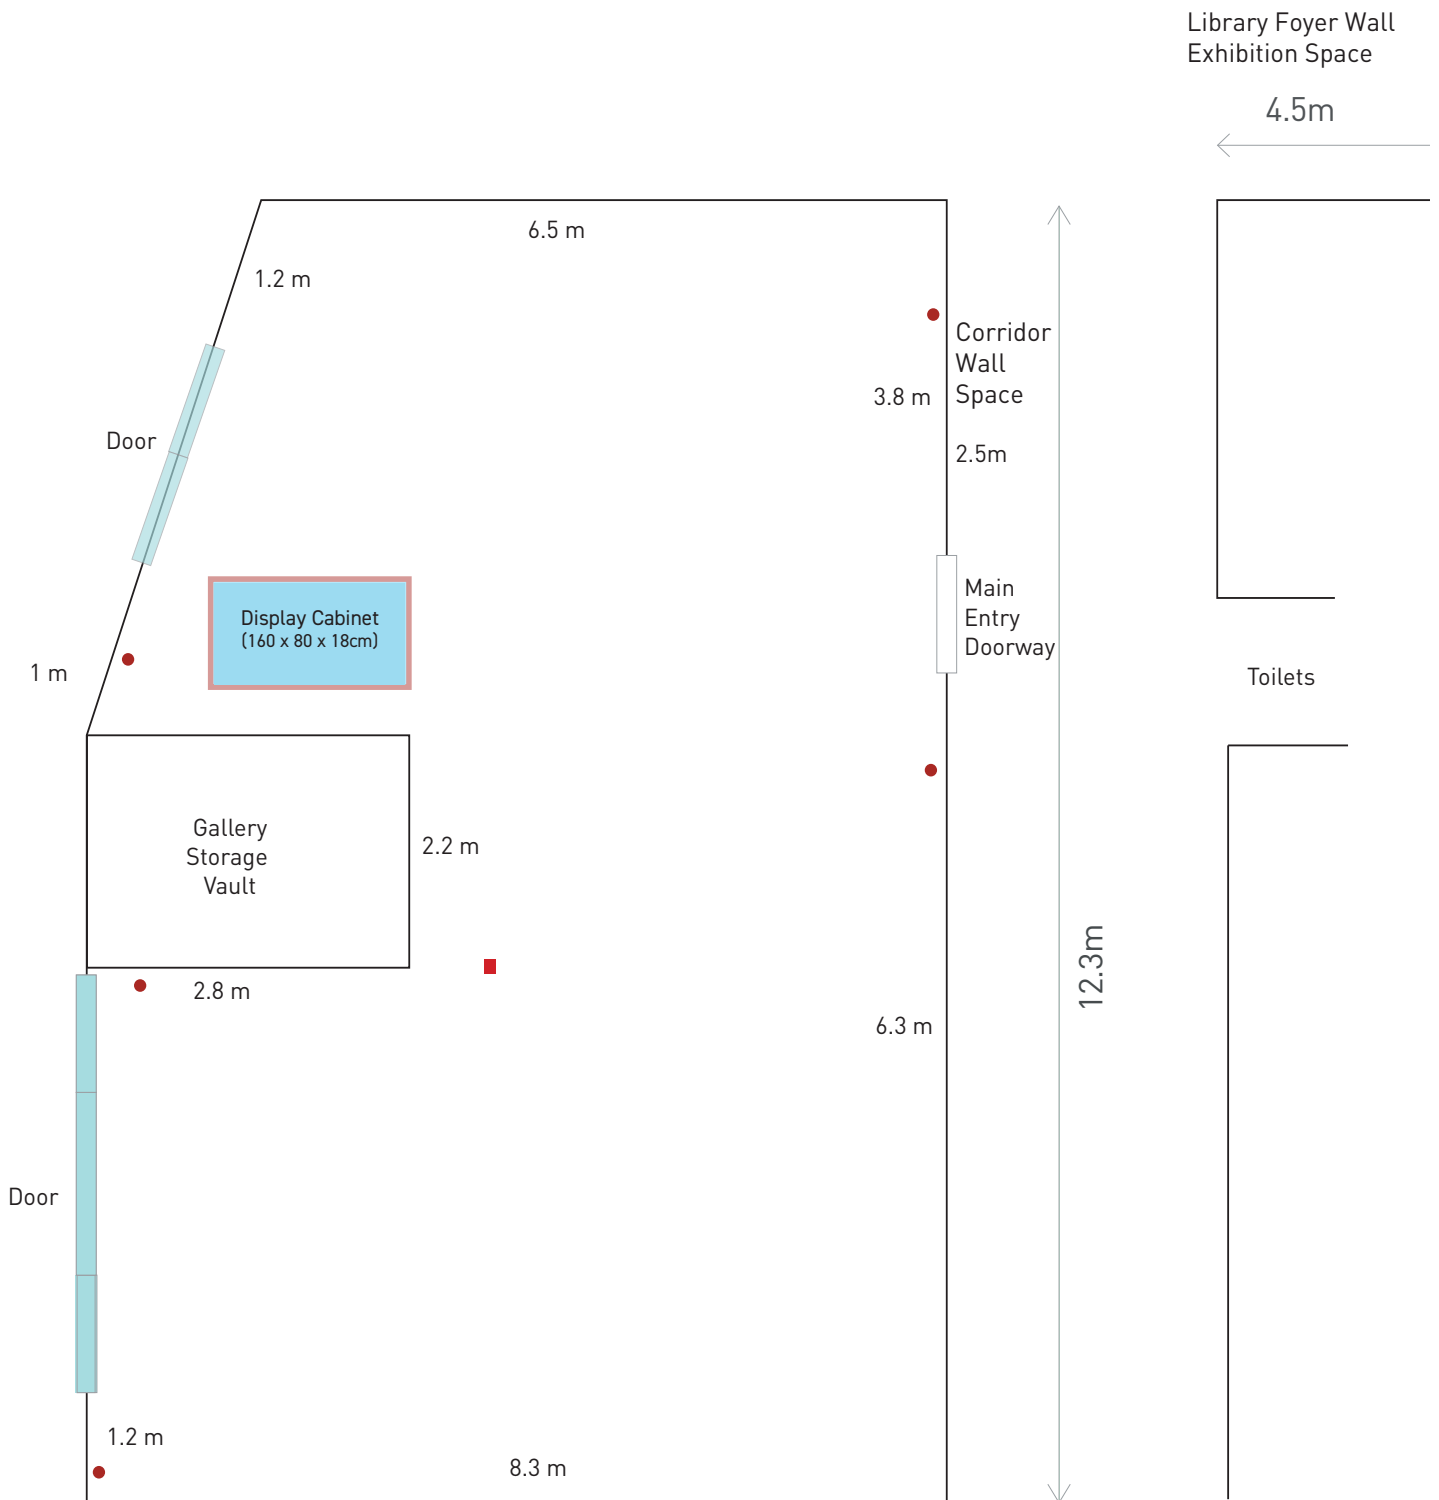 Library Foyer Wall
Exhibition Space
4.5m
6.5 m
1.2 m
Corridor
Wall
Space
3.8 m
2.5m
Door
Display Cabinet
(160 x 80 x 18cm)
Main
Entry
Doorway
1 m
Toilets
Gallery
Storage
Vault
2.2 m
2.8 m
12.3m
6.3 m
Door
1.2 m
8.3 m